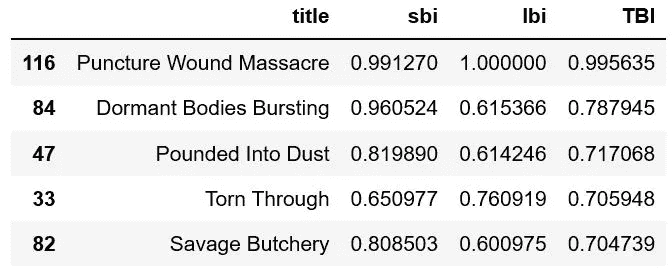 title sbi lbi TBI
116 Puncture Wound Massacre 0.991270 1.000000 0.995635
84 Dormant Bodies Bursting 0.960524 0.615366 0.787945
47 Pounded Into Dust 0.819890 0.614246 0.717068
33 Torn Through 0.650977 0.760919 0.705948
82 Savage Butchery 0.808503 0.600975 0.704739